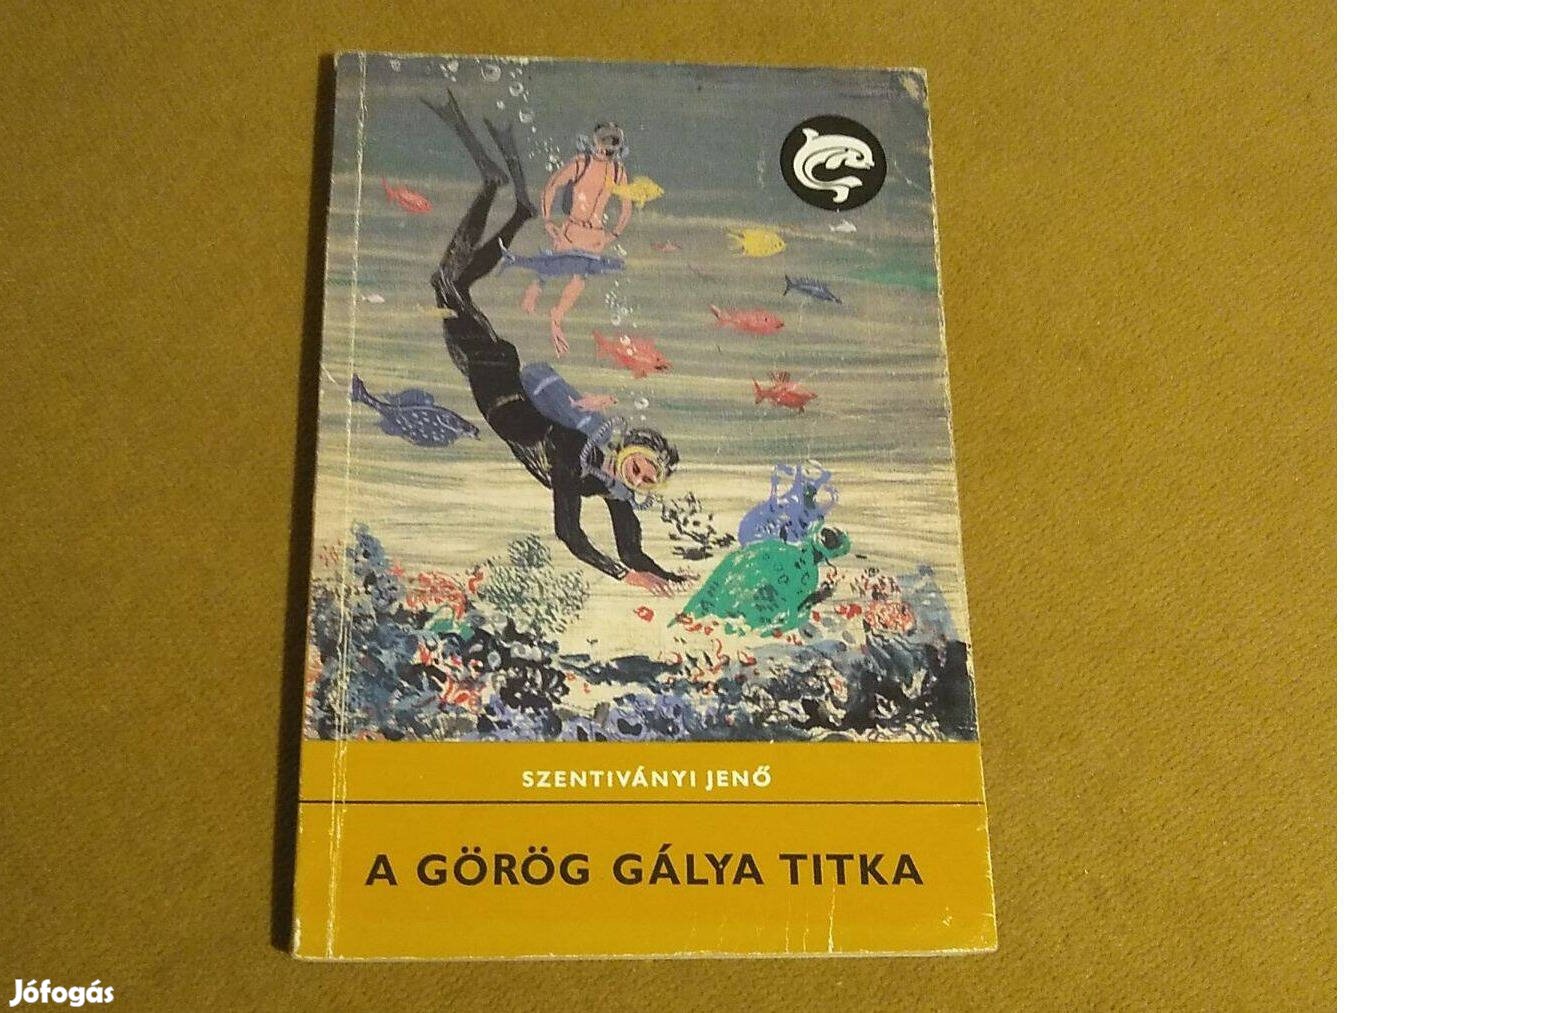 SZENTIVÁNYI JENŐ
A GÖRÖG GÁLYA TITKA
Jófogás